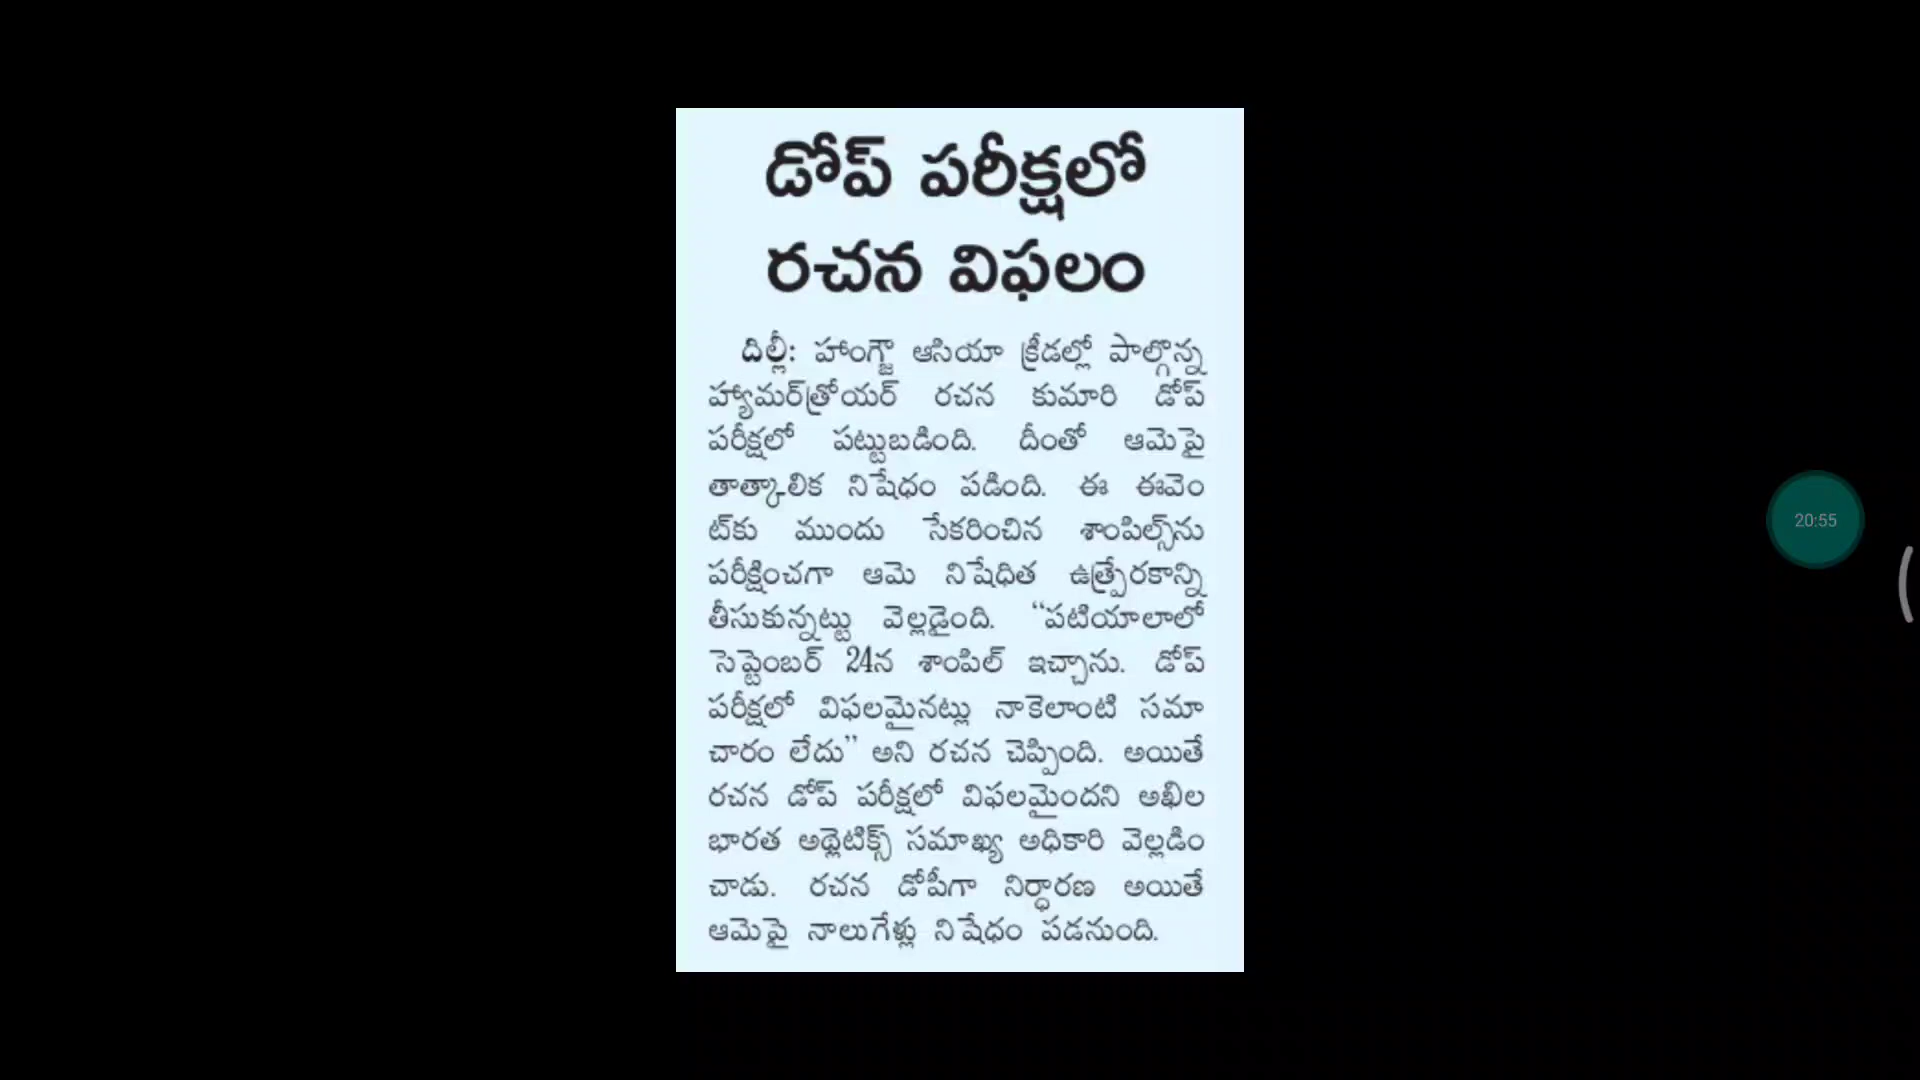 డోప్ పరీక్షలో
రచన విఫలం
దిల్లీ: హాంగ్జౌ ఆసియా క్రీడల్లో పాల్గొన్న
హ్యామర్‌త్రోయర్ రచన కుమారి డోప్
పరీక్షలో పట్టుబడింది. దీంతో ఆమెపై
తాత్కాలిక నిషేధం పడింది. ఈ ఈవెం
ట్‌కు ముందు సేకరించిన శాంపిల్స్‌ను
పరీక్షించగా ఆమె నిషేధిత ఉత్ప్రేరకాన్ని
తీసుకున్నట్టు వెల్లడైంది. “పటియాలాలో
సెప్టెంబర్ 24న శాంపిల్ ఇచ్చాను. డోప్
పరీక్షలో విఫలమైనట్లు నాకెలాంటి సమా
చారం లేదు” అని రచన చెప్పింది. అయితే
రచన డోప్ పరీక్షలో విఫలమైందని అఖిల
భారత అథ్లెటిక్స్ సమాఖ్య అధికారి వెల్లడిం
చాడు. రచన డోపీగా నిర్ధారణ అయితే
ఆమెపై నాలుగేళ్లు నిషేధం పడనుంది.
20:55